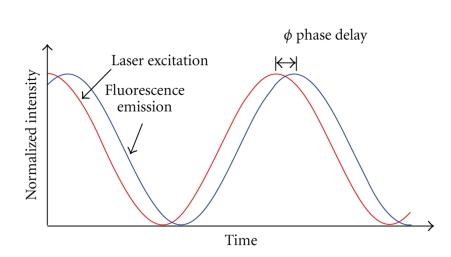 ϕ phase delay
Laser excitation
Fluorescence
emission
Normalized intensity
Time